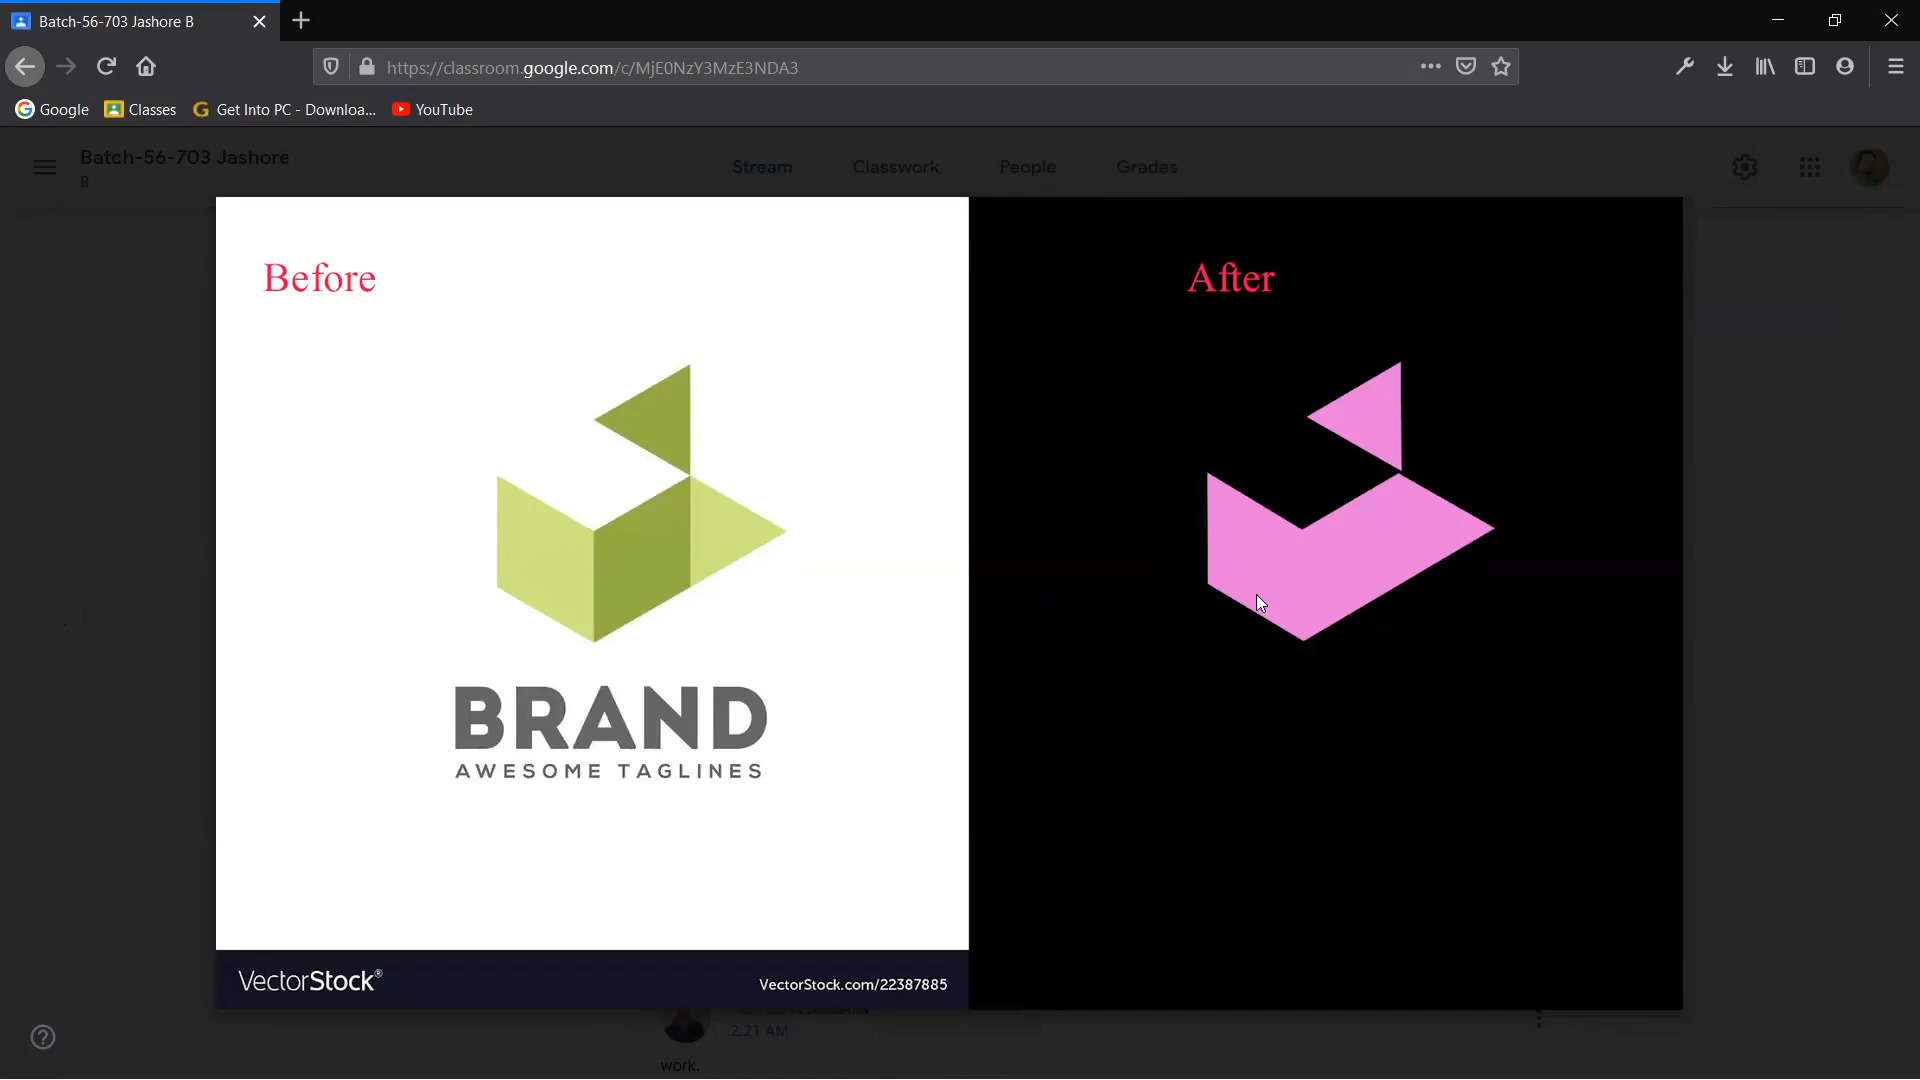 Batch-56-703 Jashore B
https://classroom.google.com/c/MjE0NzY3MzE3NDA3
Google
Classes
Get Into PC - Downloa...
YouTube
Batch-56-703 Jashore
B
Stream
Classwork
People
Grades
Before
After
BRAND
AWESOME TAGLINES
VectorStock®
VectorStock.com/22387885
2:21 AM
work.